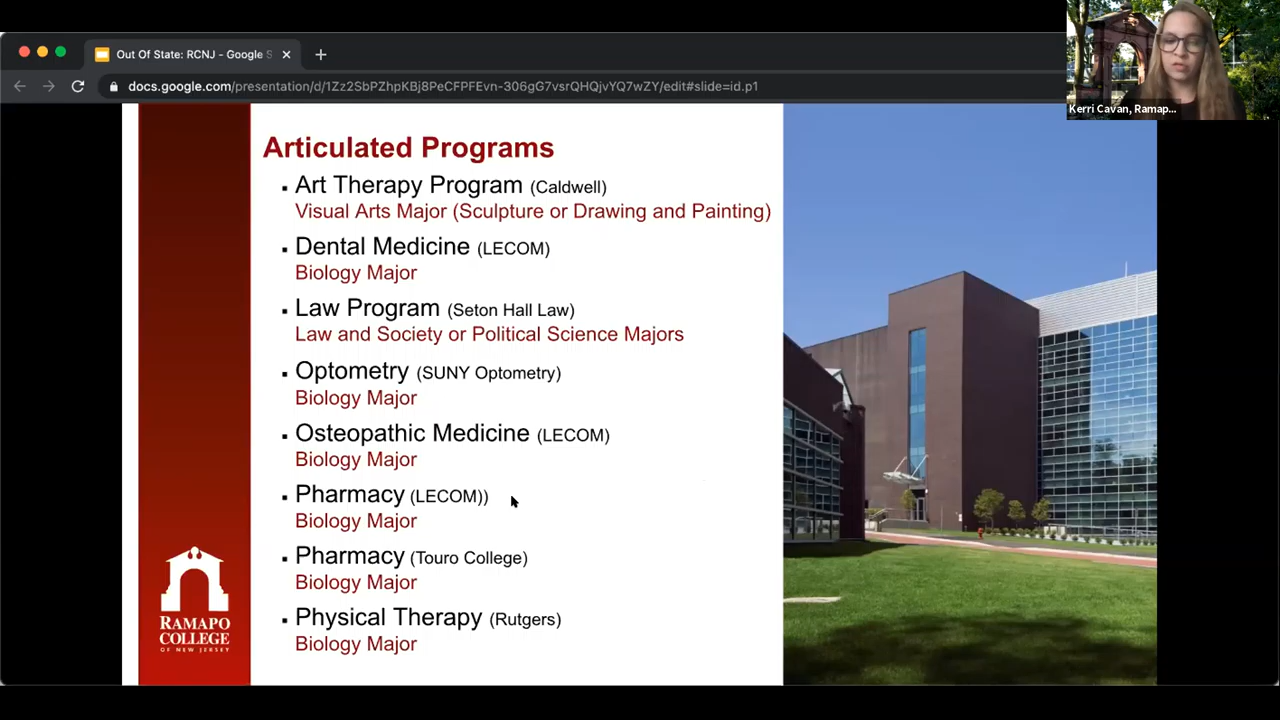 Out Of State: RCNJ - Google S
docs.google.com/presentation/d/1Zz2SbPZhpKBj8PeCFPFEvn-306gG7vsrQHQjvYQ7wZY/edit#slide=id.p1
Kerri Cavan, Ramap...
Articulated Programs
▪ Art Therapy Program (Caldwell)
Visual Arts Major (Sculpture or Drawing and Painting)
▪ Dental Medicine (LECOM)
Biology Major
▪ Law Program (Seton Hall Law)
Law and Society or Political Science Majors
▪ Optometry (SUNY Optometry)
Biology Major
▪ Osteopathic Medicine (LECOM)
Biology Major
▪ Pharmacy (LECOM))
Biology Major
▪ Pharmacy (Touro College)
Biology Major
▪ Physical Therapy (Rutgers)
Biology Major
RAMAPO
COLLEGE
OF NEW JERSEY